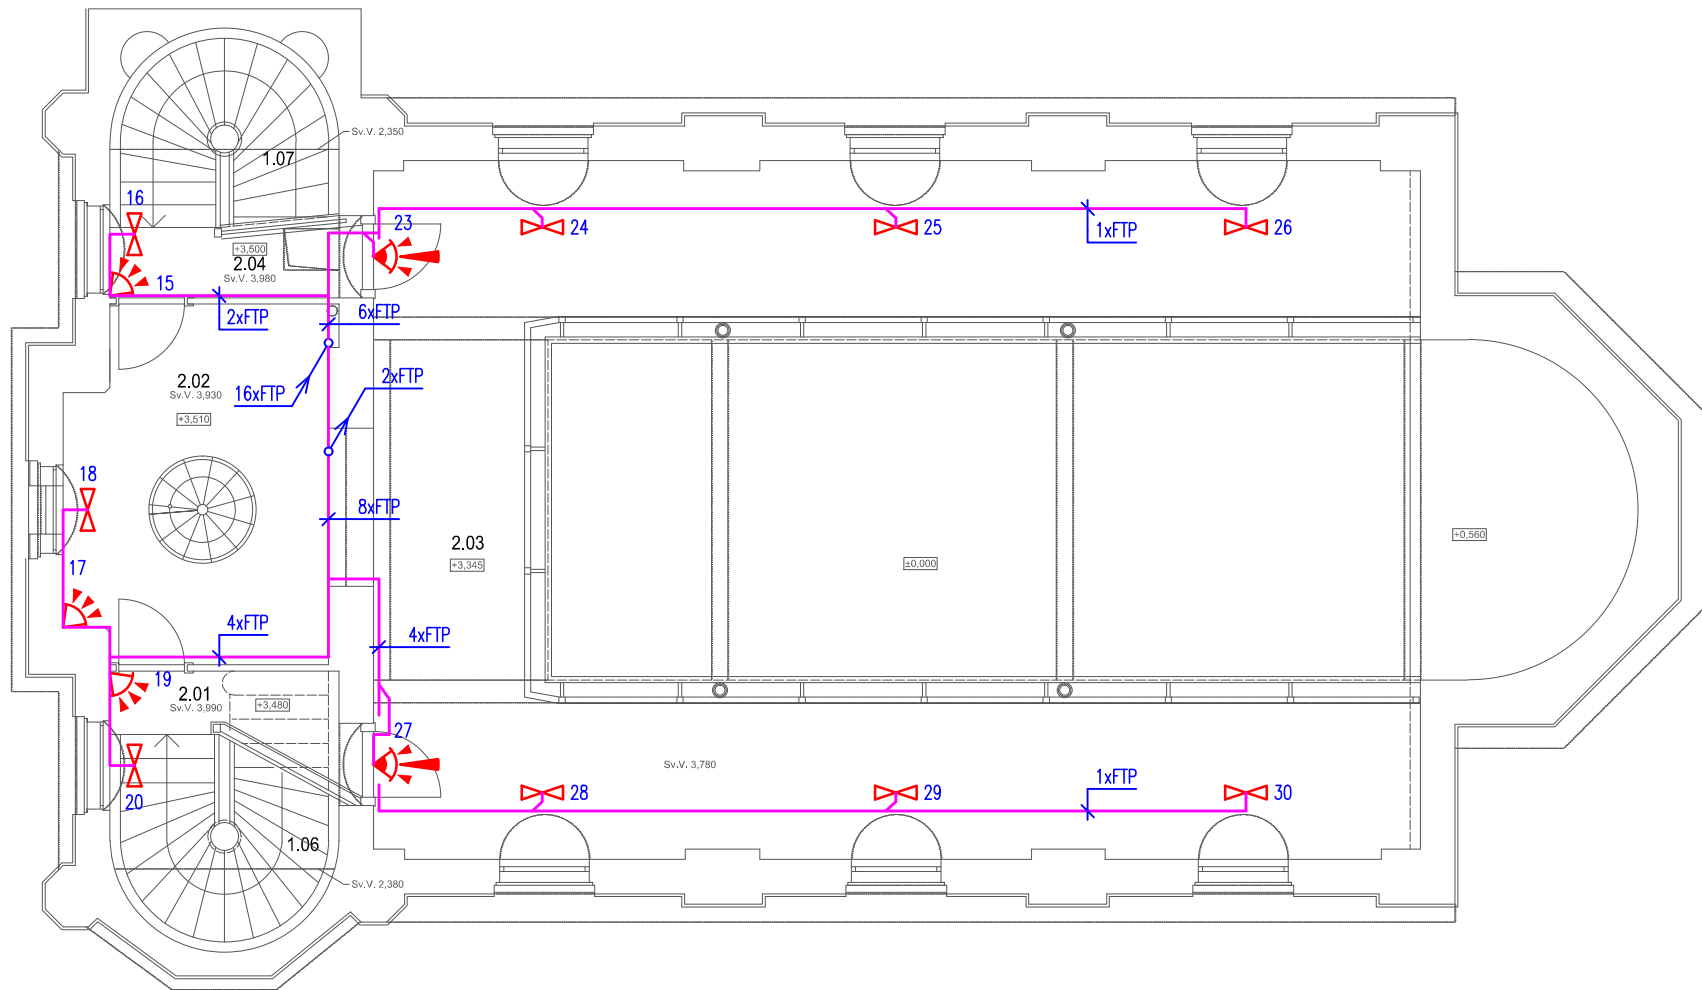 Sv.V. 2,350
1.07
16
23
24
25
1xFTP
26
+3,500
2.04
Sv.V. 3,980
15
2xFTP
6xFTP
2.02
Sv.V. 3,930
2xFTP
16xFTP
+3,510
18
8xFTP
2.03
+3,345
±0,000
+0,560
17
4xFTP
4xFTP
19
2.01
Sv.V. 3,990
+3,480
27
Sv.V. 3,780
1xFTP
20
28
29
30
1.06
Sv.V. 2,380